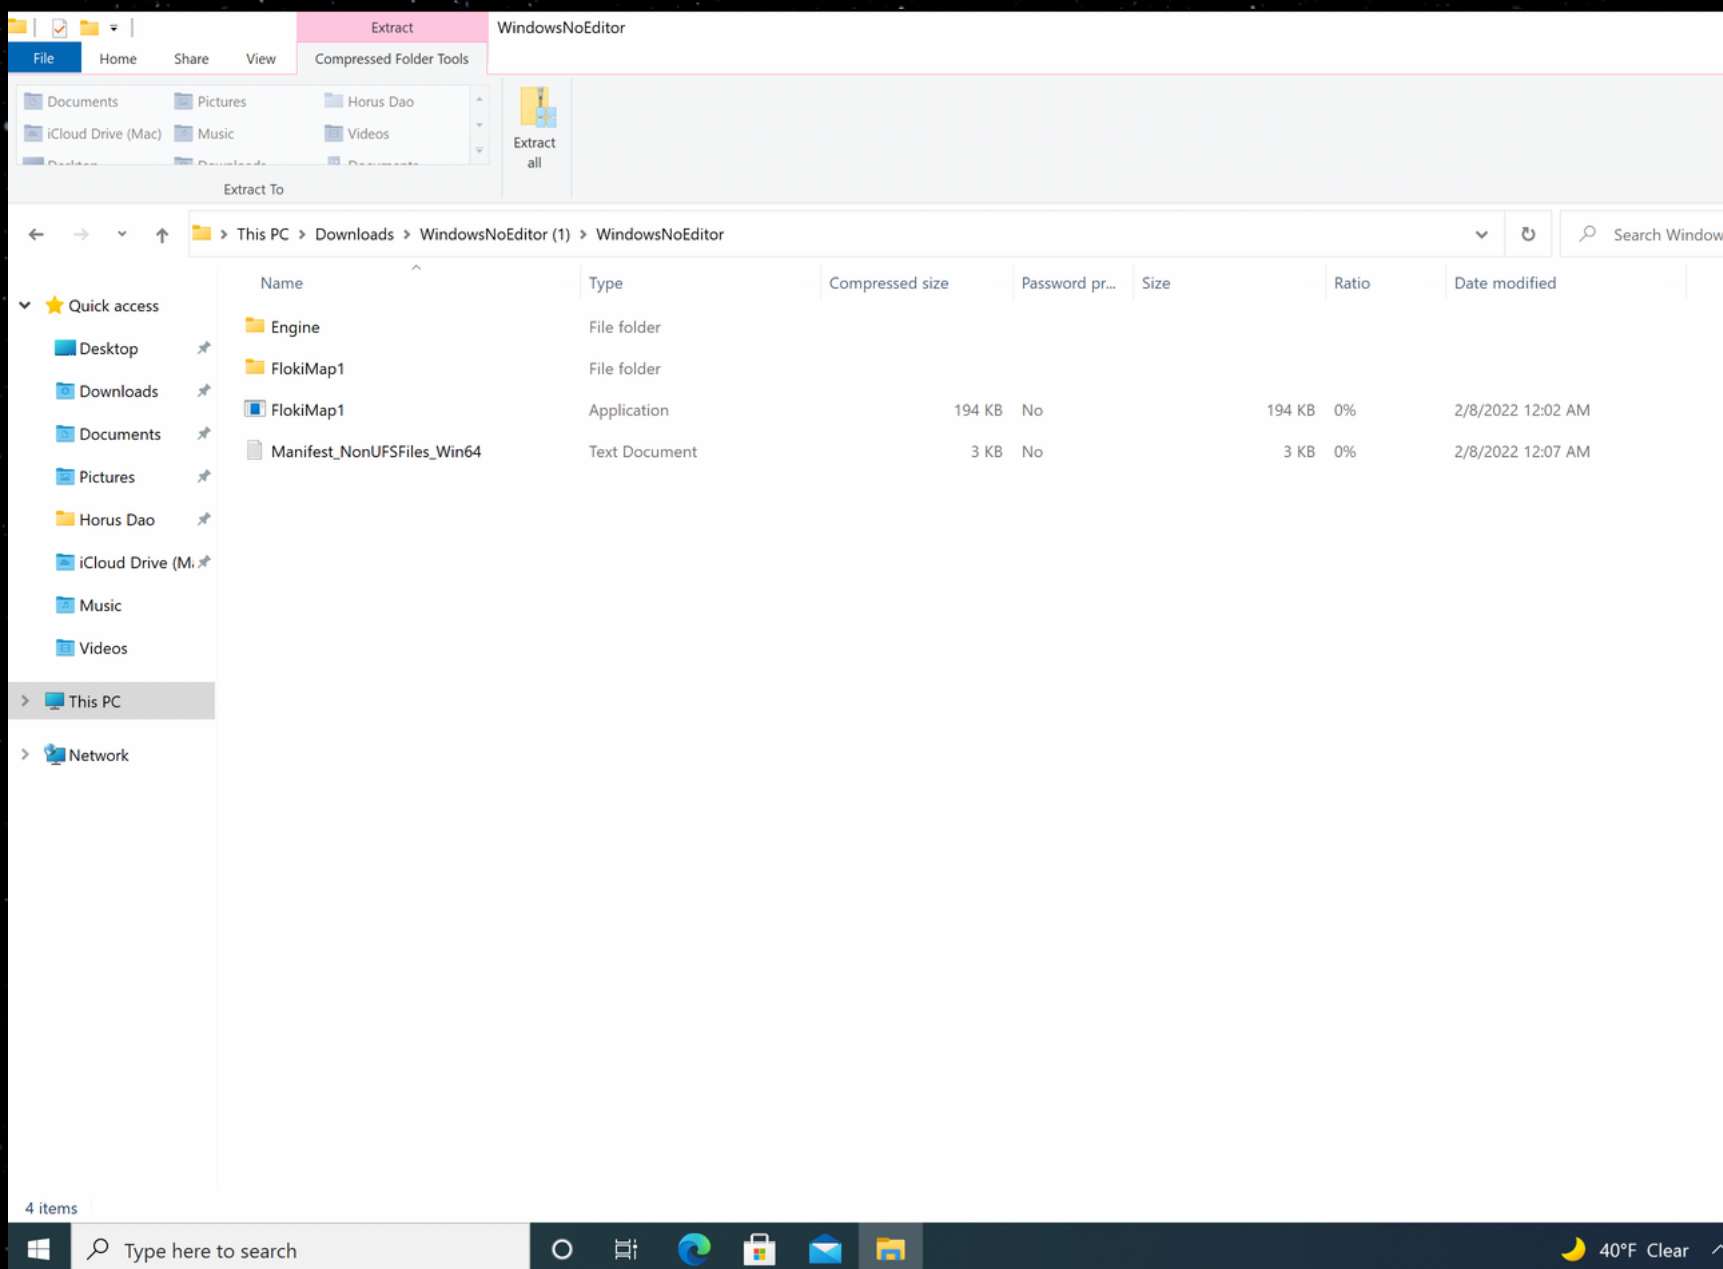 Extract
WindowsNoEditor
File
Home
Share
View
Compressed Folder Tools
Documents
Pictures
Horus Dao
iCloud Drive (Mac)
Music
Videos
Desktop
Downloads
Documents
Extract To
Extract
all
This PC > Downloads > WindowsNoEditor (1) > WindowsNoEditor
Search Window
Name
Type
Compressed size
Password pr...
Size
Ratio
Date modified
Engine
File folder
FlokiMap1
File folder
FlokiMap1
Application
194 KB
No
194 KB
0%
2/8/2022 12:02 AM
Manifest_NonUFSFiles_Win64
Text Document
3 KB
No
3 KB
0%
2/8/2022 12:07 AM
Quick access
Desktop
Downloads
Documents
Pictures
Horus Dao
iCloud Drive (M
Music
Videos
This PC
Network
4 items
Type here to search
40°F Clear